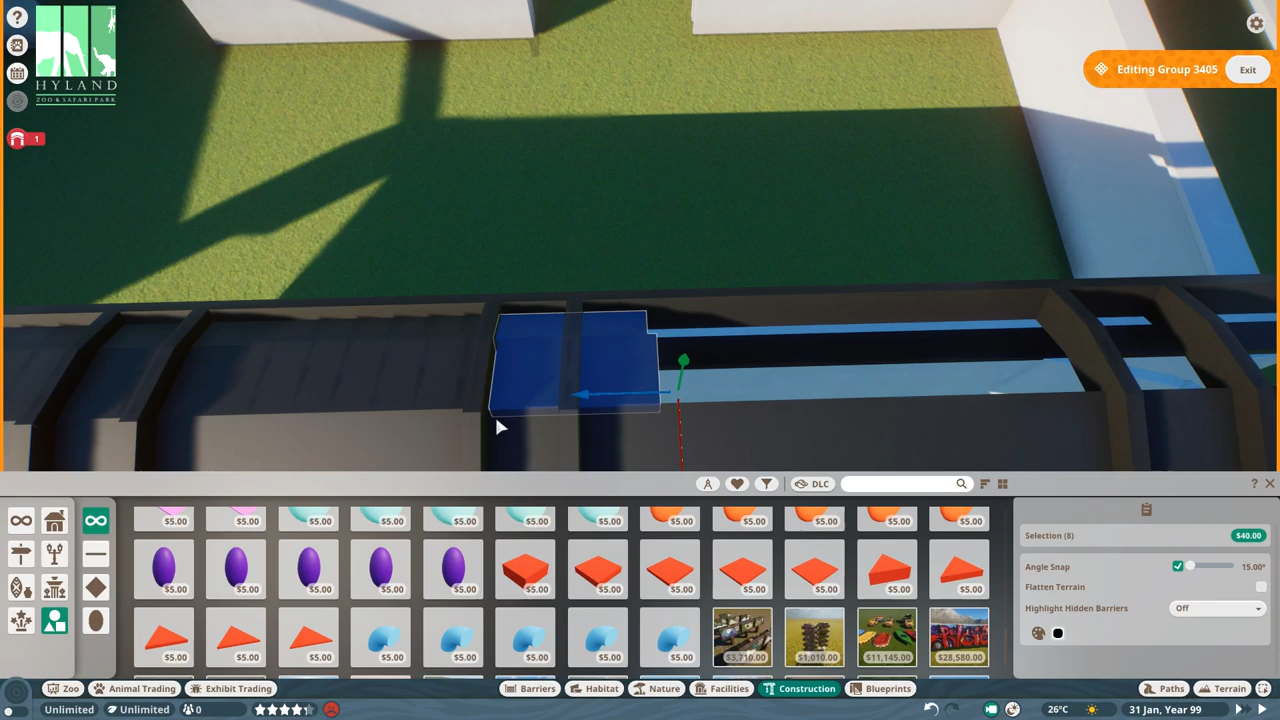 ?
HYLAND
ZOO & SAFARI PARK
1
Editing Group 3405
Exit
DLC
?
$5.00 $5.00 $5.00 $5.00 $5.00 $5.00 $5.00 $5.00 $5.00 $5.00 $5.00 $5.00
$5.00 $5.00 $5.00 $5.00 $5.00 $5.00 $5.00 $5.00 $5.00 $5.00 $5.00 $5.00
$5.00 $5.00 $5.00 $5.00 $5.00 $5.00 $5.00 $5.00 $3,710.00 $1,010.00 $11,145.00 $28,580.00
Selection (8) $40.00
Angle Snap 15.00°
Flatten Terrain
Highlight Hidden Barriers Off
Zoo Animal Trading Exhibit Trading Barriers Habitat Nature Facilities Construction Blueprints Paths Terrain
Unlimited Unlimited 0 26°C 31 Jan, Year 99